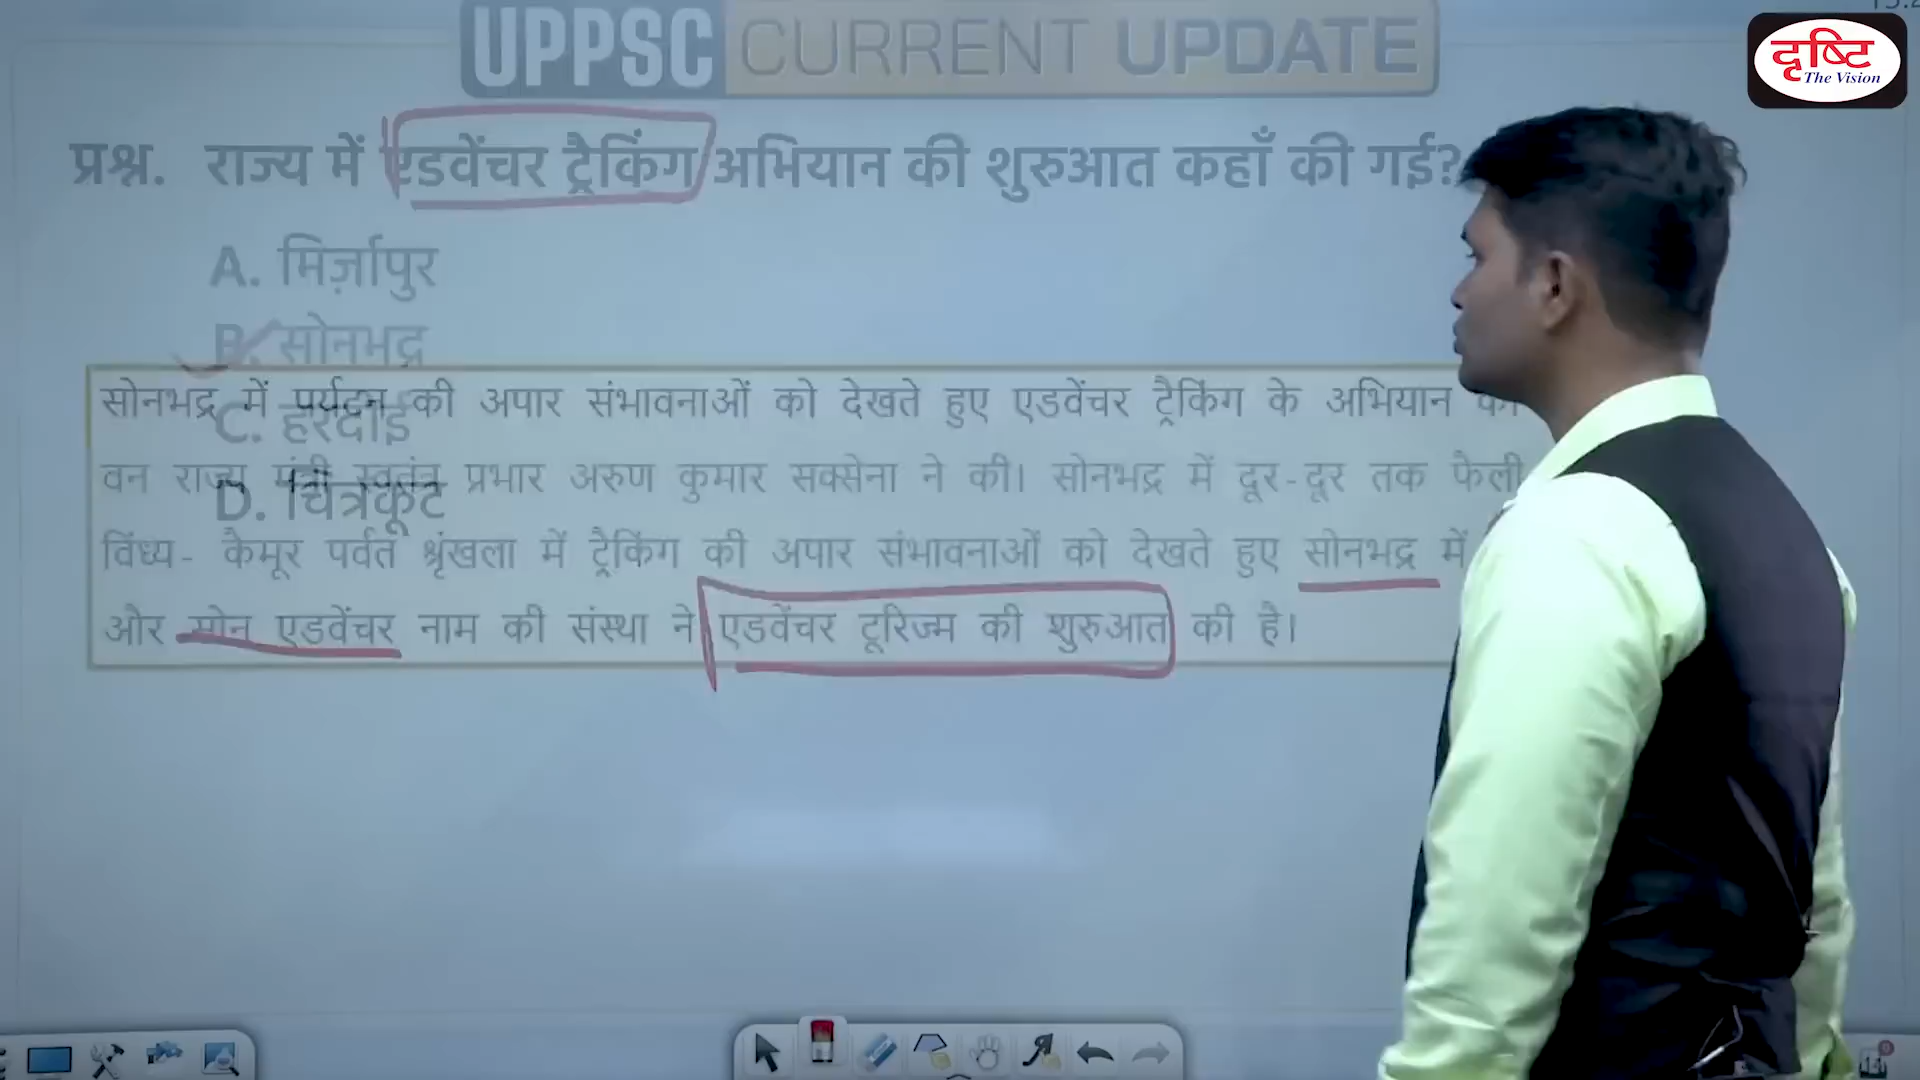 UPPSC CURRENT UPDATE
दृष्टि
The Vision
प्रश्न. राज्य में एडवेंचर ट्रैकिंग अभियान की शुरुआत कहाँ की गई?
A. मिर्ज़ापुर
B. सोनभद्र
C. हरदोई
D. चित्रकूट
सोनभद्र में पर्यटन की अपार संभावनाओं को देखते हुए एडवेंचर ट्रैकिंग के अभियान की
वन राज्य मंत्री स्वतंत्र प्रभार अरुण कुमार सक्सेना ने की। सोनभद्र में दूर-दूर तक फैली
विंध्य- कैमूर पर्वत श्रृंखला में ट्रैकिंग की अपार संभावनाओं को देखते हुए सोनभद्र में
ओर सोन एडवेंचर नाम की संस्था ने एडवेंचर टूरिज्म की शुरुआत की है।